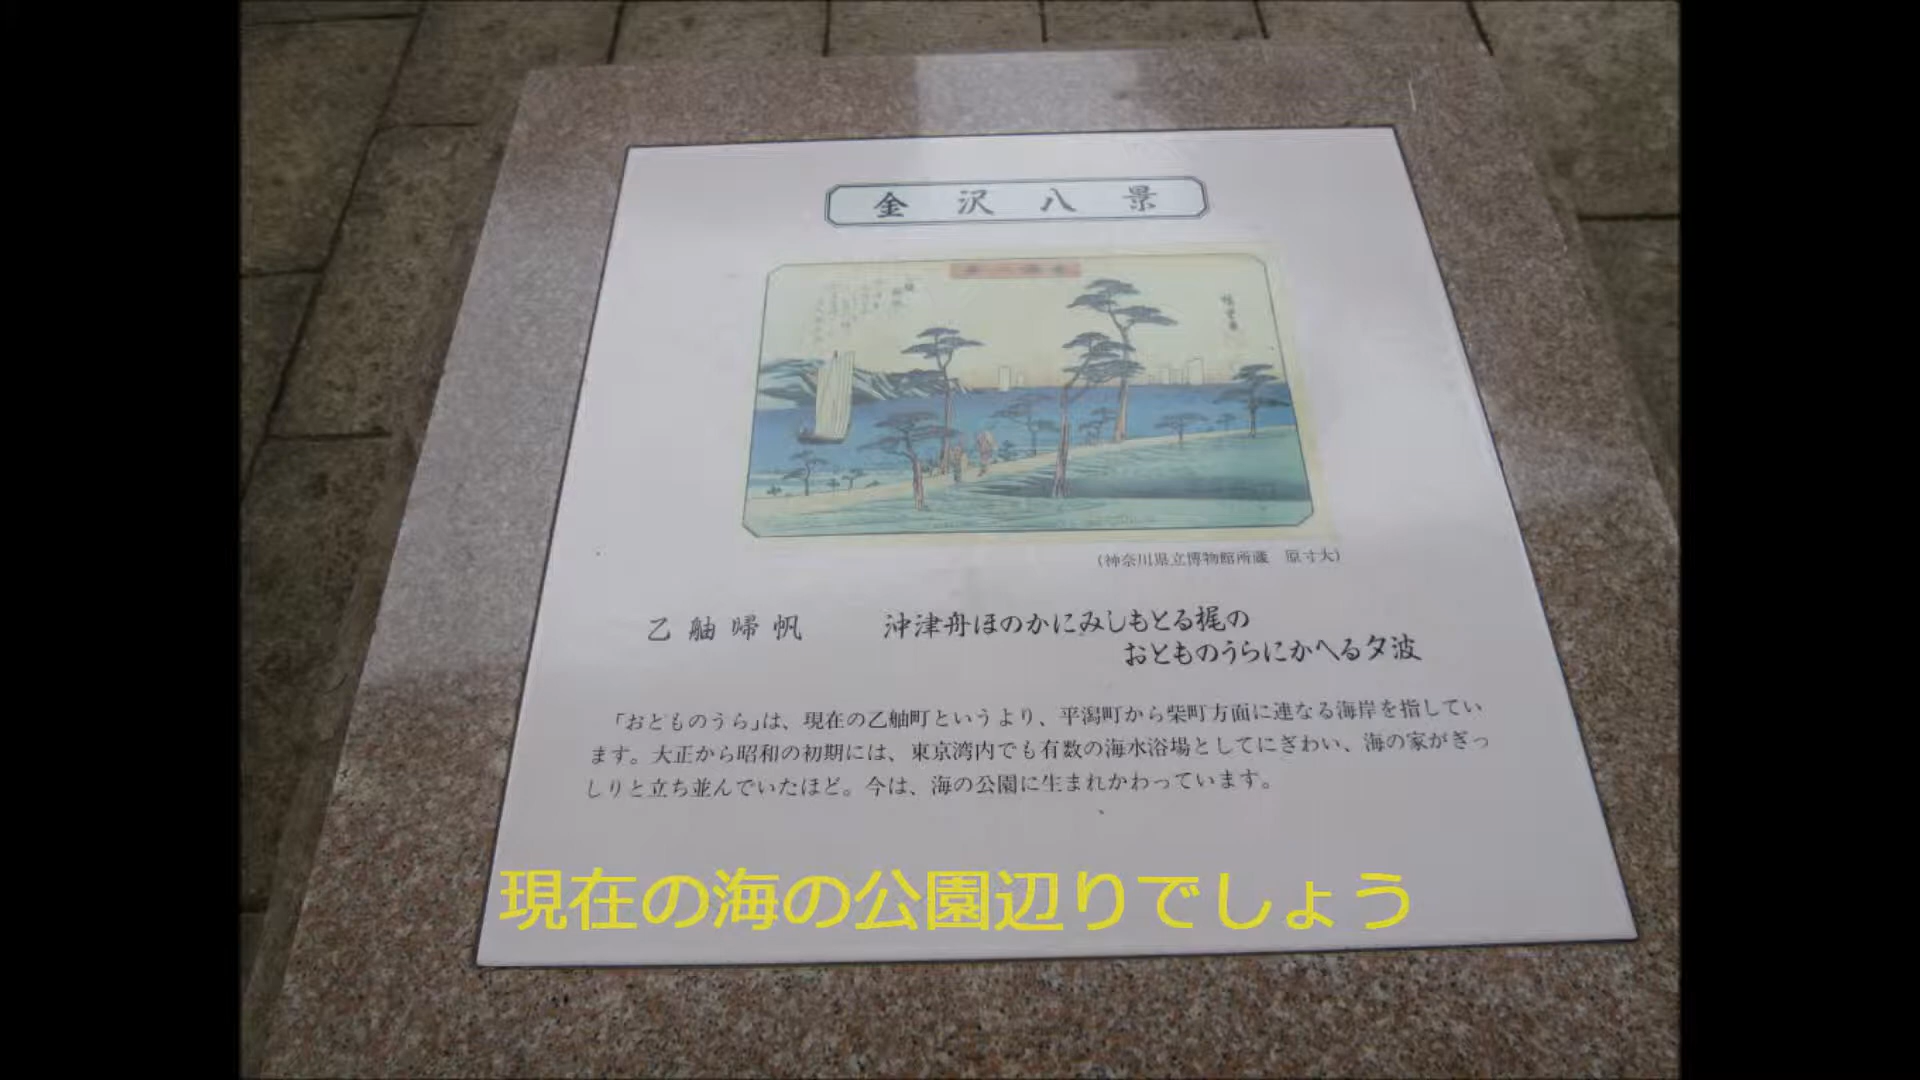 金沢八景
(神奈川県立博物館所蔵　原寸大)
乙舳帰帆
沖津舟ほのかにみしもとる梶の
おとものうらにかへる夕波
「おとものうら」は、現在の乙舳町というより、平潟町から柴町方面に連なる海岸を指してい
ます。大正から昭和の初期には、東京湾内でも有数の海水浴場としてにぎわい、海の家がぎっ
しりと立ち並んでいたほど。今は、海の公園に生まれかわっています。
現在の海の公園辺りでしょう